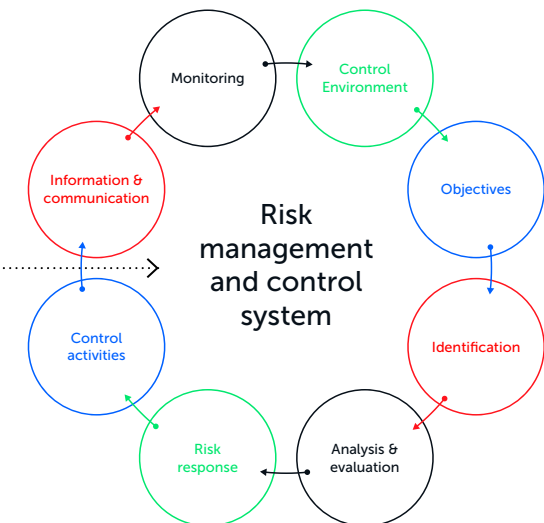 Monitoring
Control
Environment
Information &
communication
Objectives
Risk
management
and control
system
Control
activities
Identification
Risk
response
Analysis &
evaluation